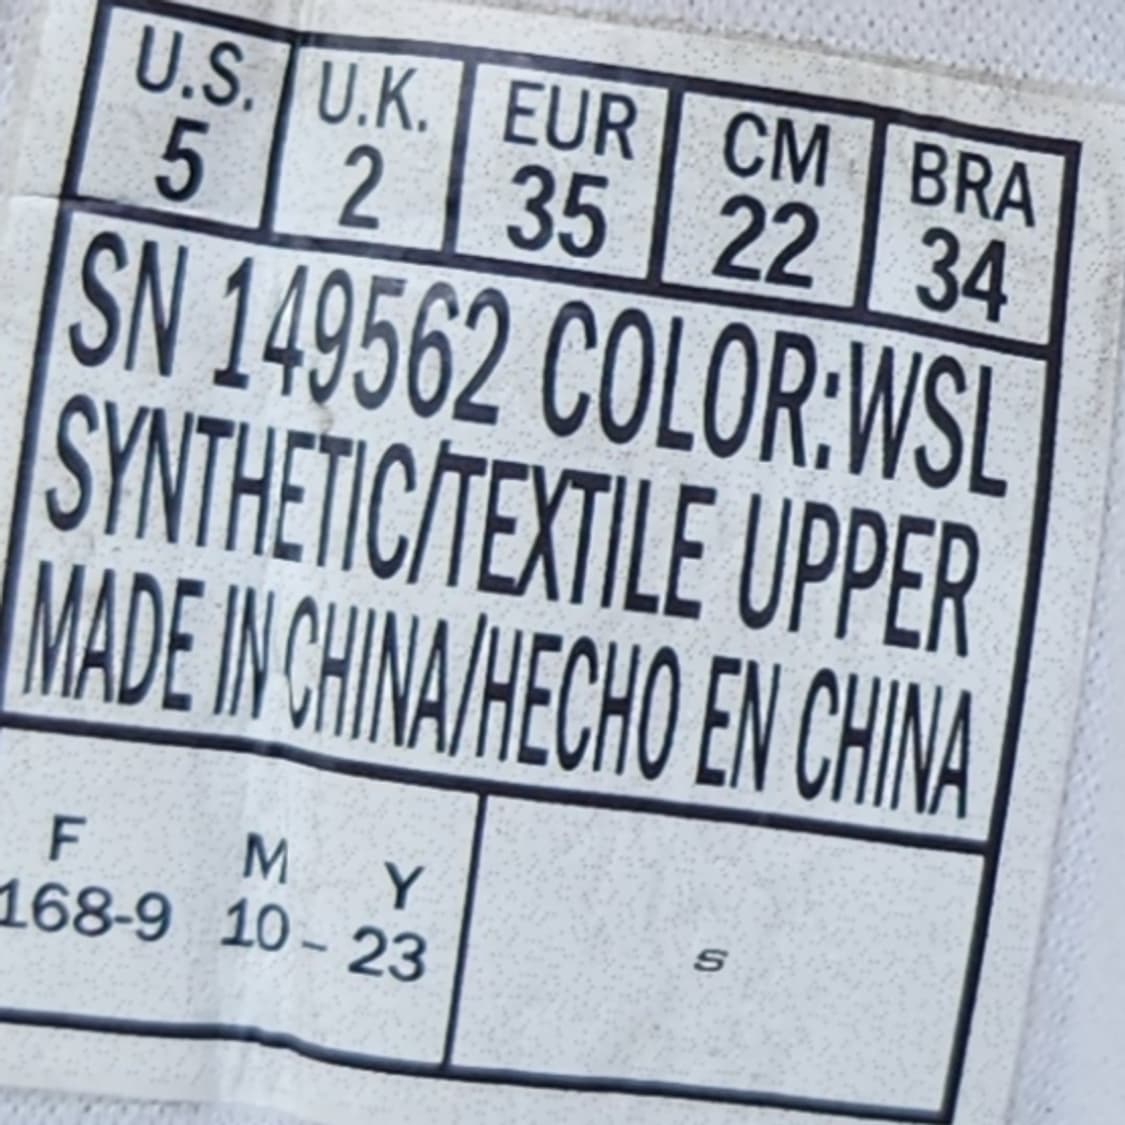 U.S. U.K. EUR CM BRA
5 2 35 22 34
SN 149562 COLOR:WSL
SYNTHETIC/TEXTILE UPPER
MADE IN CHINA/HECHO EN CHINA
F M Y
168-9 10 - 23
s